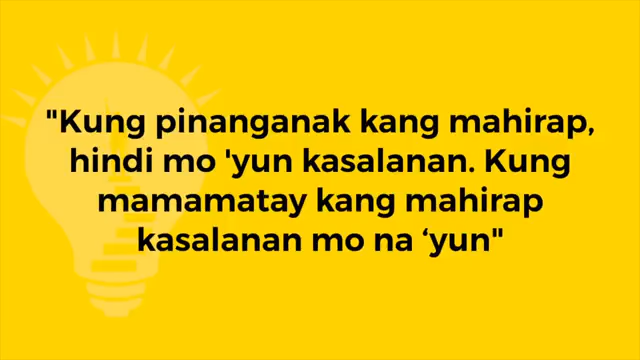 "Kung pinanganak kang mahirap,
hindi mo 'yun kasalanan. Kung
mamamatay kang mahirap
kasalanan mo na ‘yun"